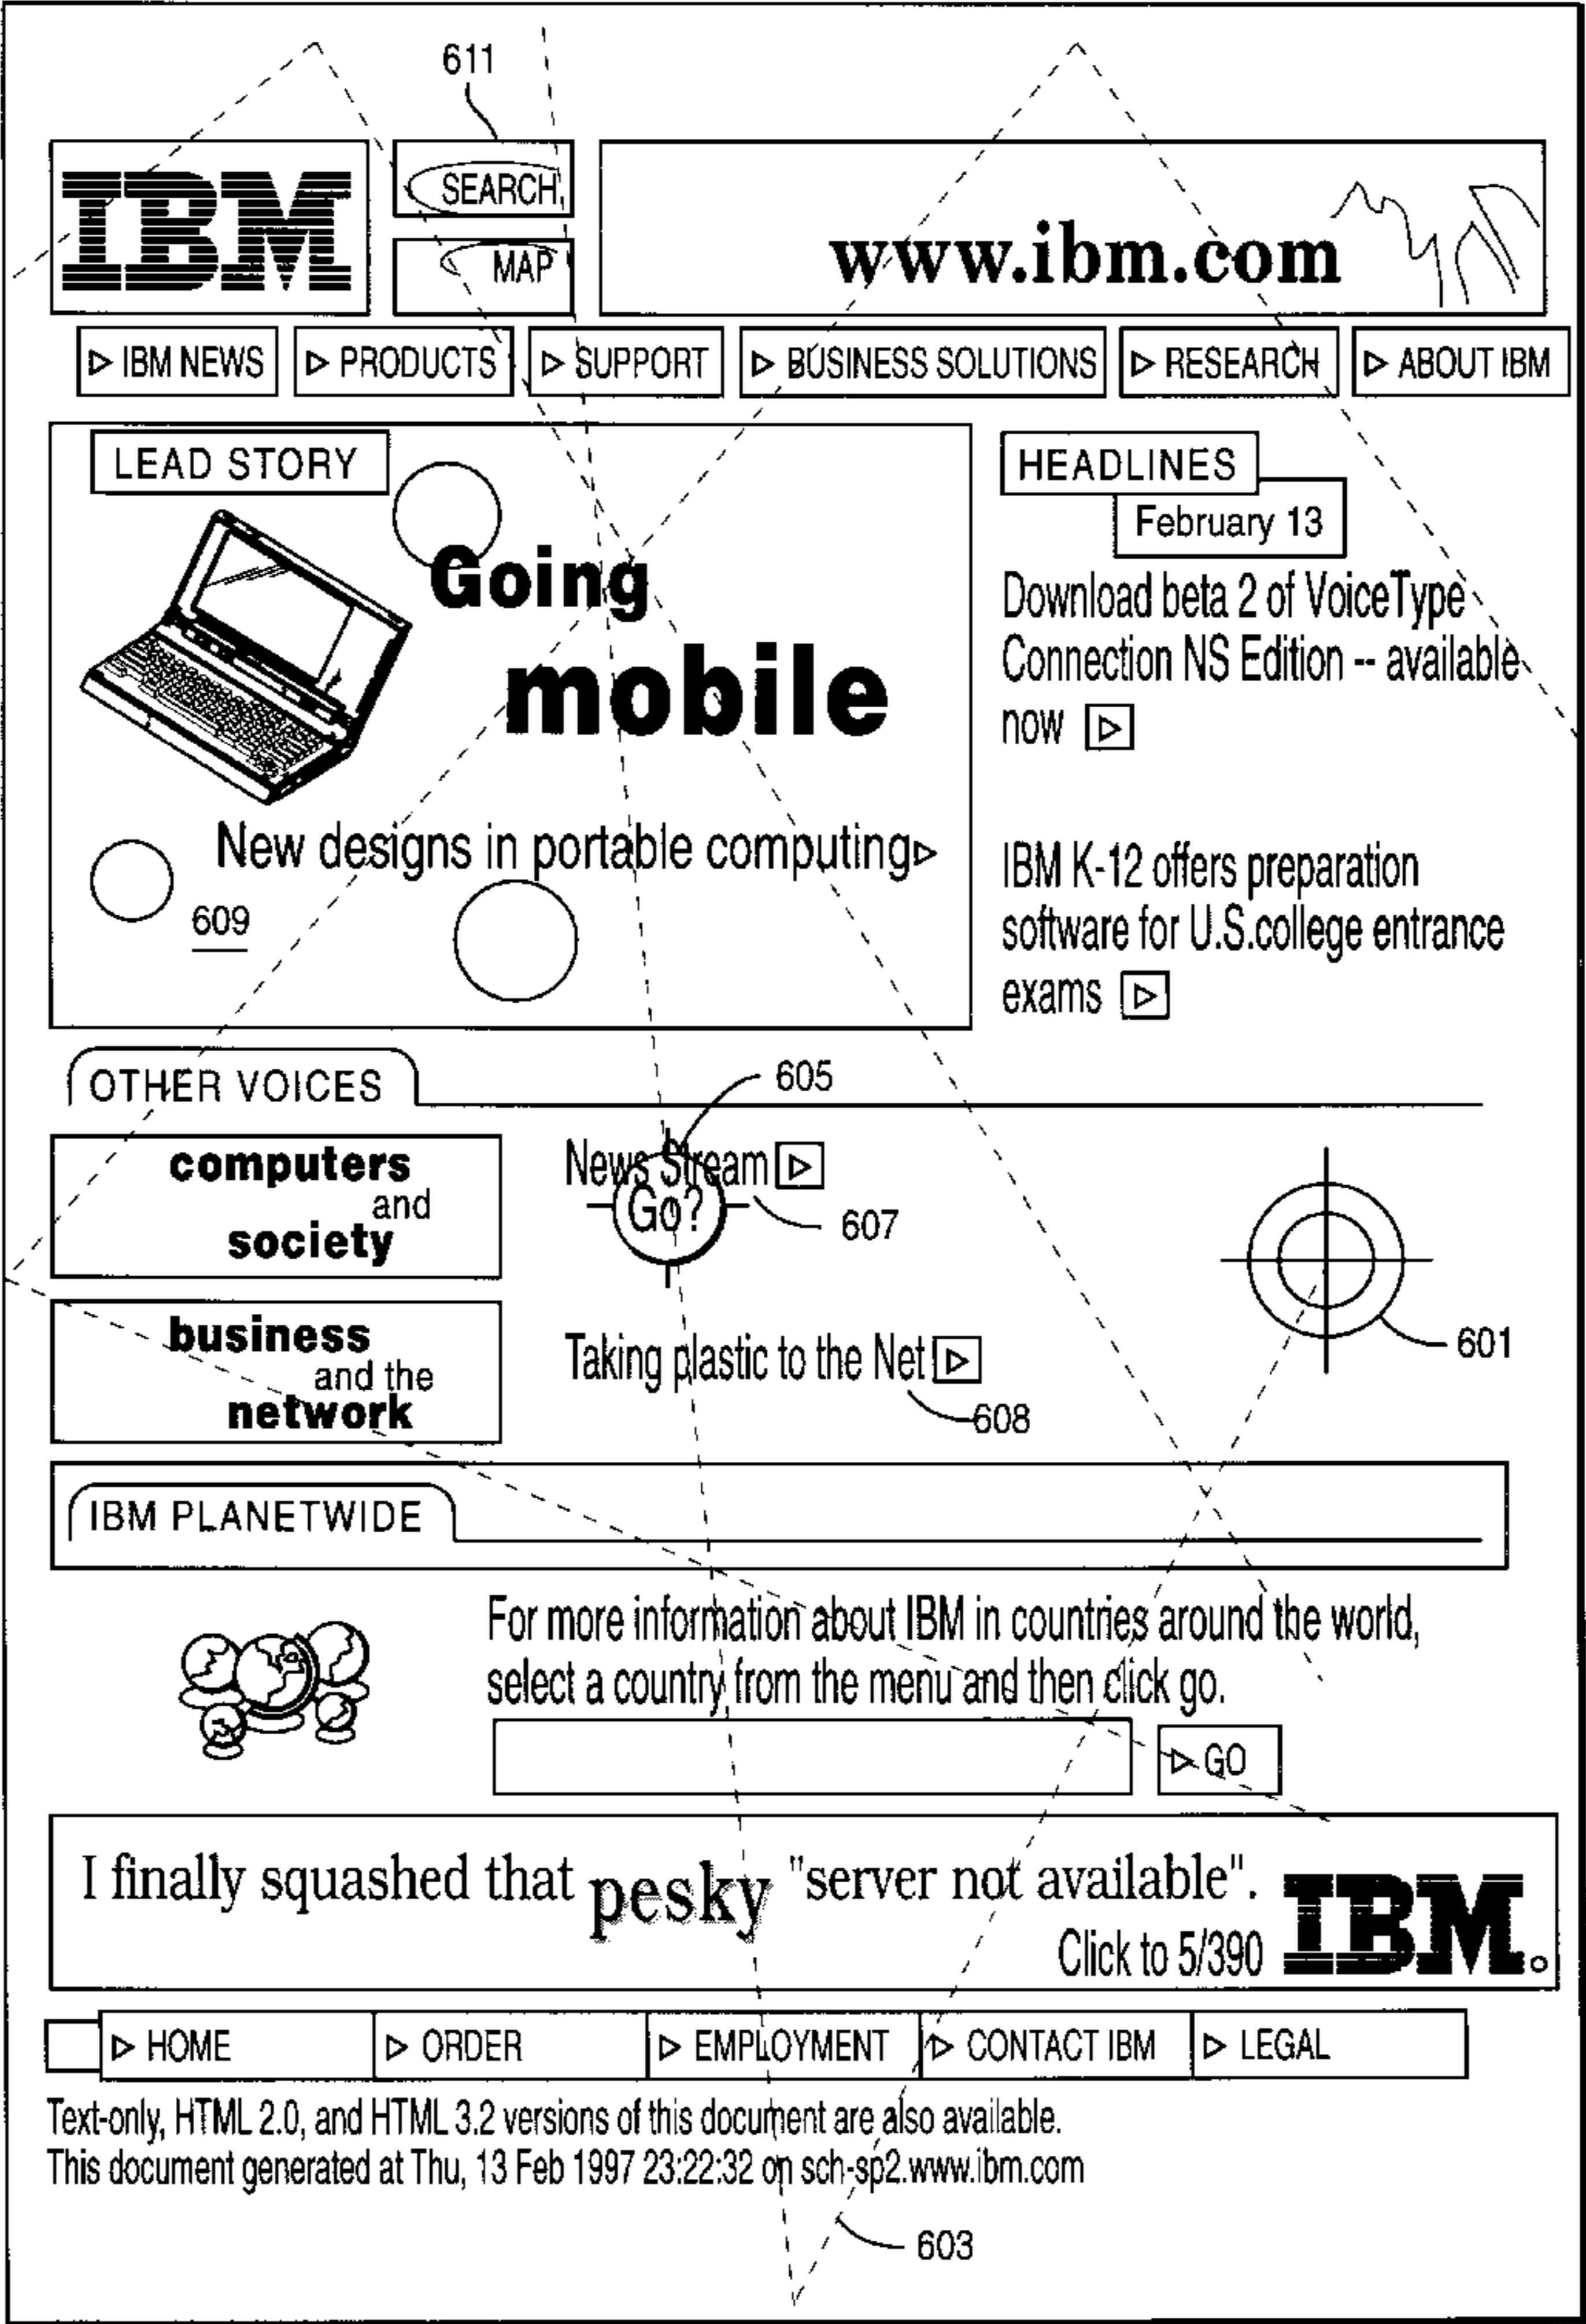 611
IBM
SEARCH
MAP
www.ibm.com
IBM NEWS
PRODUCTS
SUPPORT
BUSINESS SOLUTIONS
RESEARCH
ABOUT IBM
LEAD STORY
Going
mobile
New designs in portable computing
609
HEADLINES
February 13
Download beta 2 of VoiceType
Connection NS Edition -- available
now
IBM K-12 offers preparation
software for U.S.college entrance
exams
OTHER VOICES
605
computers
and
society
News Stream
Go?
607
601
business
and the
network
Taking plastic to the Net
608
IBM PLANETWIDE
For more information about IBM in countries around the world,
select a country from the menu and then click go.
GO
I finally squashed that pesky "server not available".
Click to 5/390
IBM
HOME
ORDER
EMPLOYMENT
CONTACT IBM
LEGAL
Text-only, HTML 2.0, and HTML 3.2 versions of this document are also available.
This document generated at Thu, 13 Feb 1997 23:22:32 on sch-sp2.www.ibm.com
603